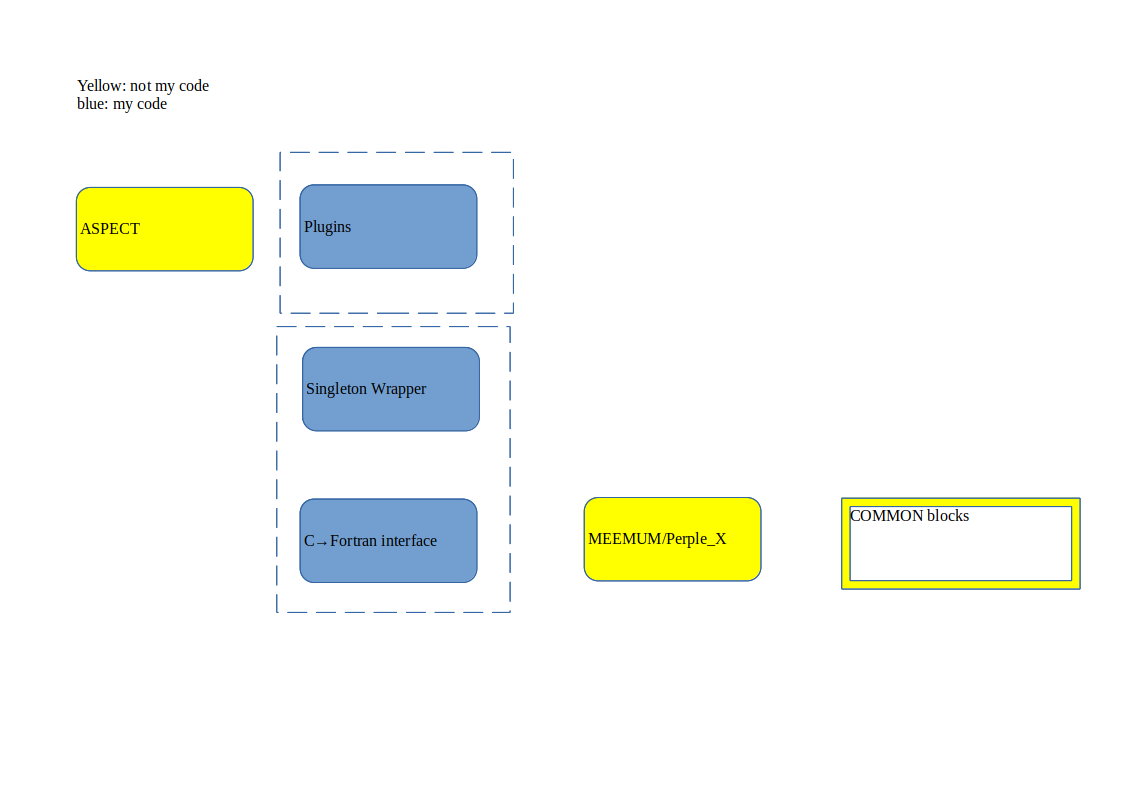 Yellow: not my code
blue: my code
ASPECT
Plugins
Singleton Wrapper
C→Fortran interface
MEEMUM/Perple_X
COMMON blocks